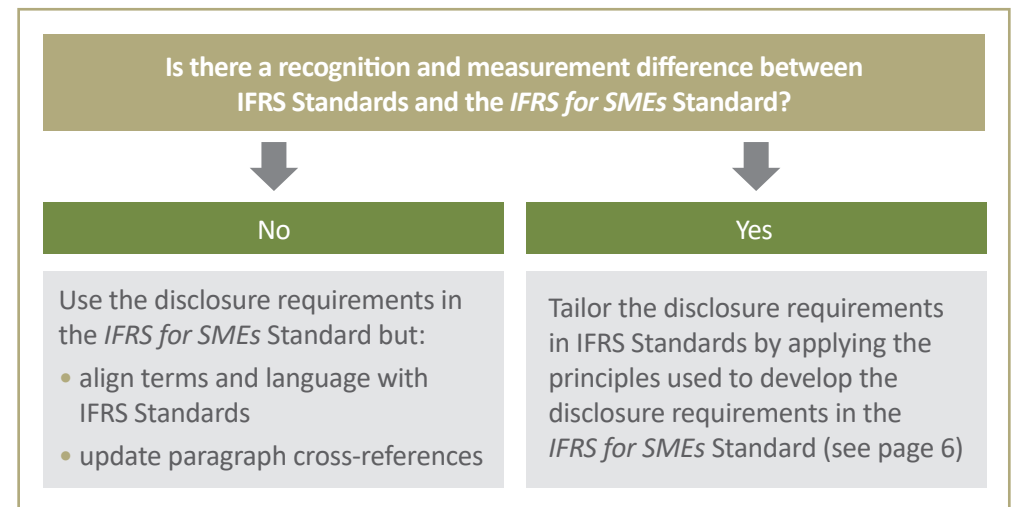 Is there a recognition and measurement difference between
IFRS Standards and the IFRS for SMEs Standard?
No
Use the disclosure requirements in
the IFRS for SMEs Standard but:
• align terms and language with
IFRS Standards
• update paragraph cross-references
Yes
Tailor the disclosure requirements
in IFRS Standards by applying the
principles used to develop the
disclosure requirements in the
IFRS for SMEs Standard (see page 6)